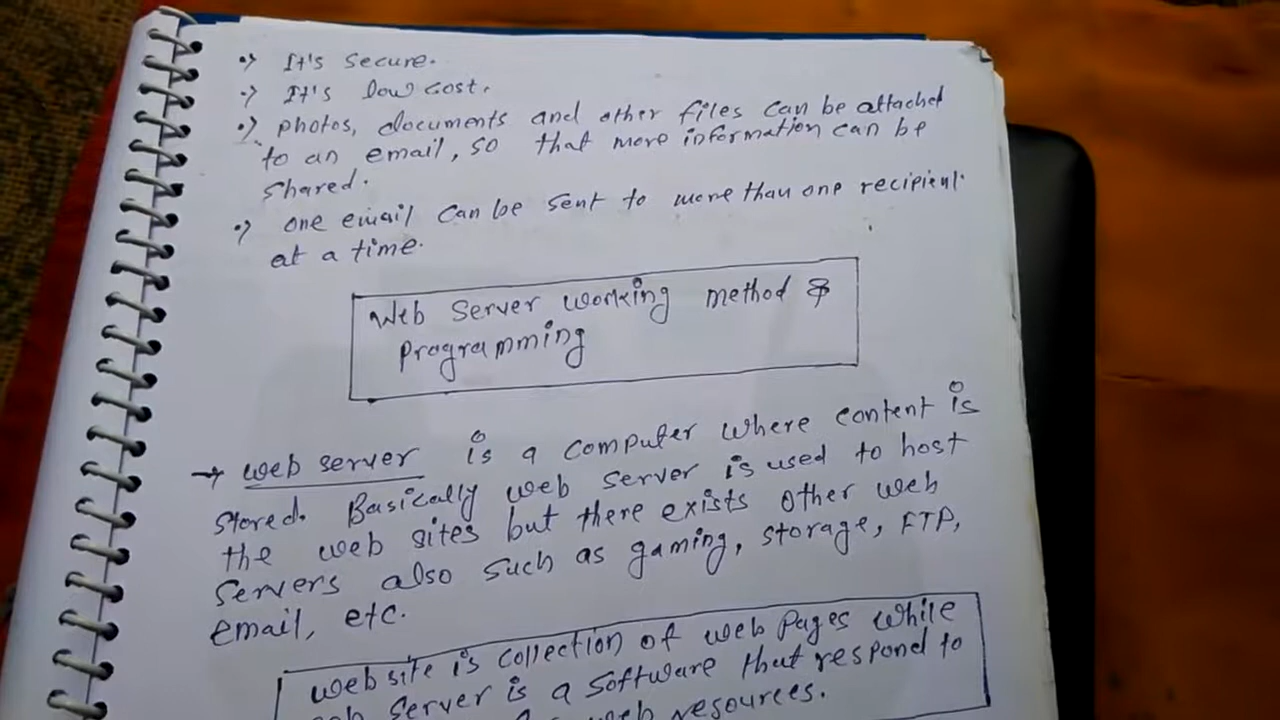 •) It's secure.
•) It's low cost.
•) photos, documents and other files can be attached
to an email, so that more information can be
shared.
•) one email can be sent to more than one recipient.
at a time.
Web server working method &
programming
→ web server is a computer where content is
stored. Basically web server is used to host
the web sites but there exists other web
servers also such as gaming, storage, FTP,
email, etc.
website is collection of web pages while
server is a software that respond to
web resources.